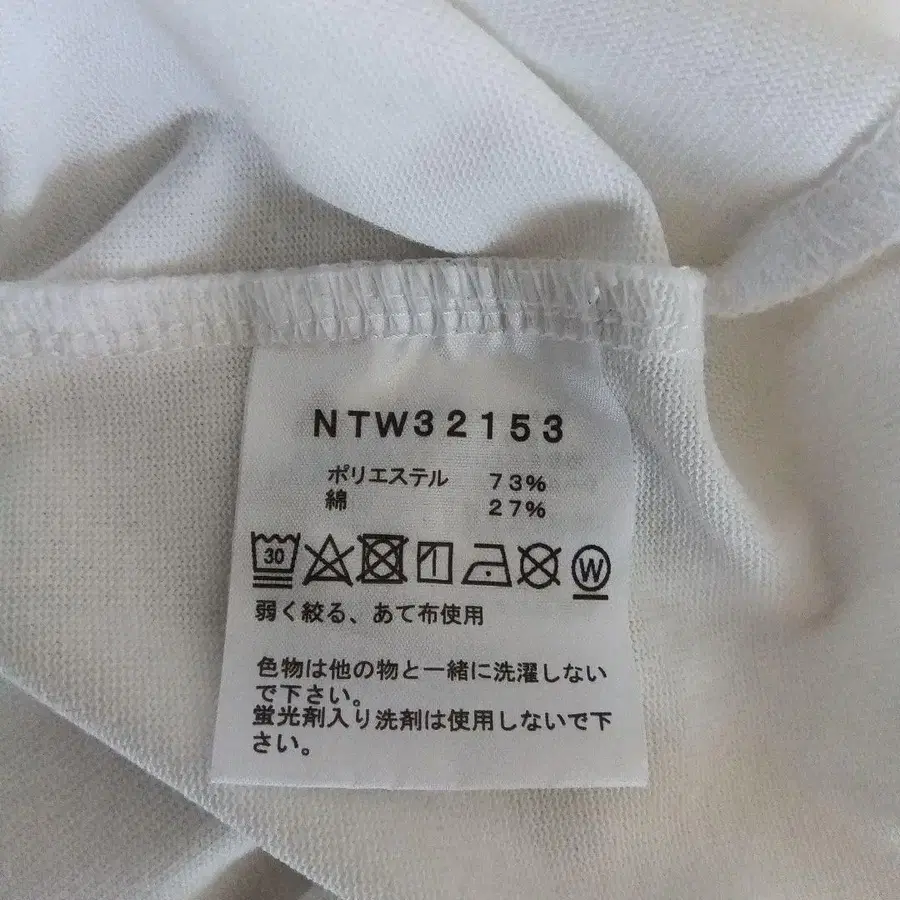 NTW32153
ポリエステル 73%
綿 27%
30 W
弱く絞る、あて布使用
色物は他の物と一緒に洗濯しない
で下さい。
蛍光剤入り洗剤は使用しないで下
さい。